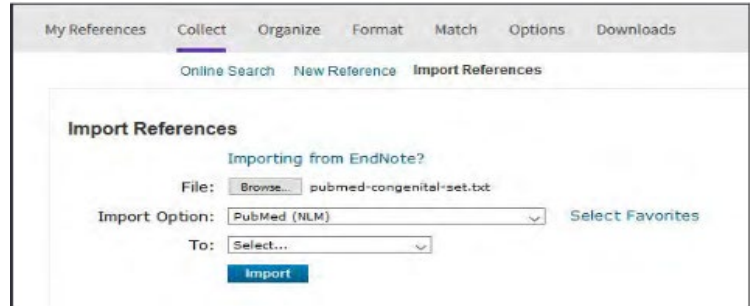 My References Collect Organize Format Match Options Downloads
Online Search New Reference Import References
Import References
Importing from EndNote?
File: Browse... pubmed-congenital-set.txt
Import Option: PubMed (NLM) Select Favorites
To: Select...
Import